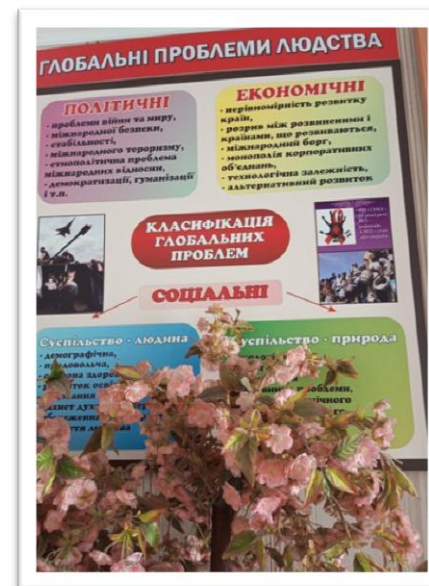 ГЛОБАЛЬНІ ПРОБЛЕМИ ЛЮДСТВА
ПОЛІТИЧНІ
- проблеми війни та миру,
- міжнародної безпеки,
- стабільності,
- міжнародного тероризму,
- етнополітична проблема
міжнародних відносин,
- демократизації, гуманізації
і т.п.
ЕКОНОМІЧНІ
- нерівномірність розвитку
країн,
- розрив між розвиненими і
країнами, що розвиваються,
- міжнародний борг,
- монополія корпоративних
об'єднань,
- технологічна залежність,
- альтернативний розвиток
КЛАСИФІКАЦІЯ
ГЛОБАЛЬНИХ
ПРОБЛЕМ
СОЦІАЛЬНІ
Суспільство - людина
- демографічна,
Суспільство - природа
проблеми,